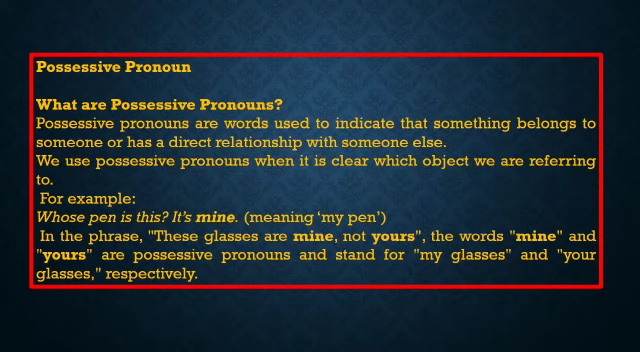 Possessive Pronoun
What are Possessive Pronouns?
Possessive pronouns are words used to indicate that something belongs to
someone or has a direct relationship with someone else.
We use possessive pronouns when it is clear which object we are referring
to.
For example:
Whose pen is this? It’s mine. (meaning ‘my pen’)
In the phrase, "These glasses are mine, not yours", the words "mine" and
"yours" are possessive pronouns and stand for "my glasses" and "your
glasses," respectively.